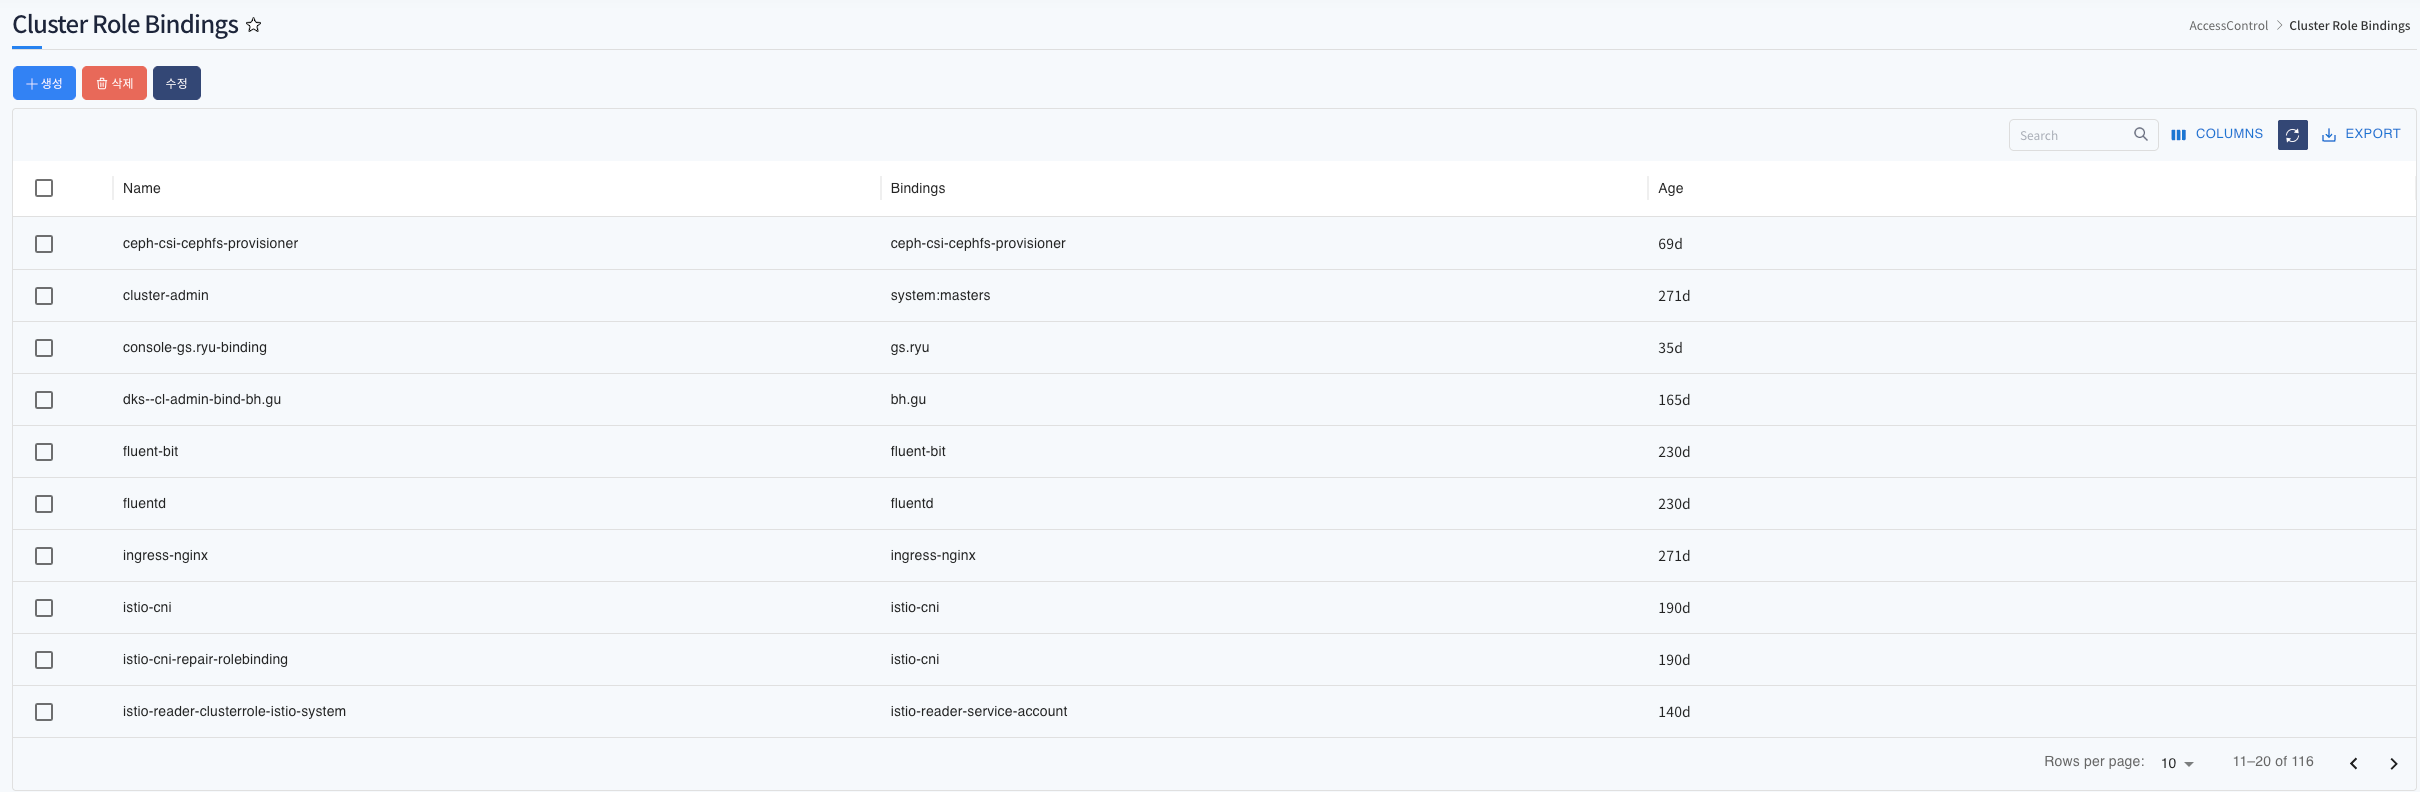 Cluster Role Bindings
AccessControl > Cluster Role Bindings
생성 삭제 수정
Search COLUMNS EXPORT
Name Bindings Age
ceph-csi-cephfs-provisioner ceph-csi-cephfs-provisioner 69d
cluster-admin system:masters 271d
console-gs.ryu-binding gs.ryu 35d
dks--cl-admin-bind-bh.gu bh.gu 165d
fluent-bit fluent-bit 230d
fluentd fluentd 230d
ingress-nginx ingress-nginx 271d
istio-cni istio-cni 190d
istio-cni-repair-rolebinding istio-cni 190d
istio-reader-clusterrole-istio-system istio-reader-service-account 140d
Rows per page: 10 11–20 of 116